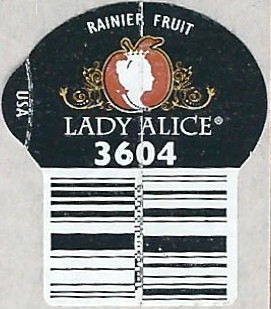 RAINIER FRUIT
USA
LADY ALICE®
3604